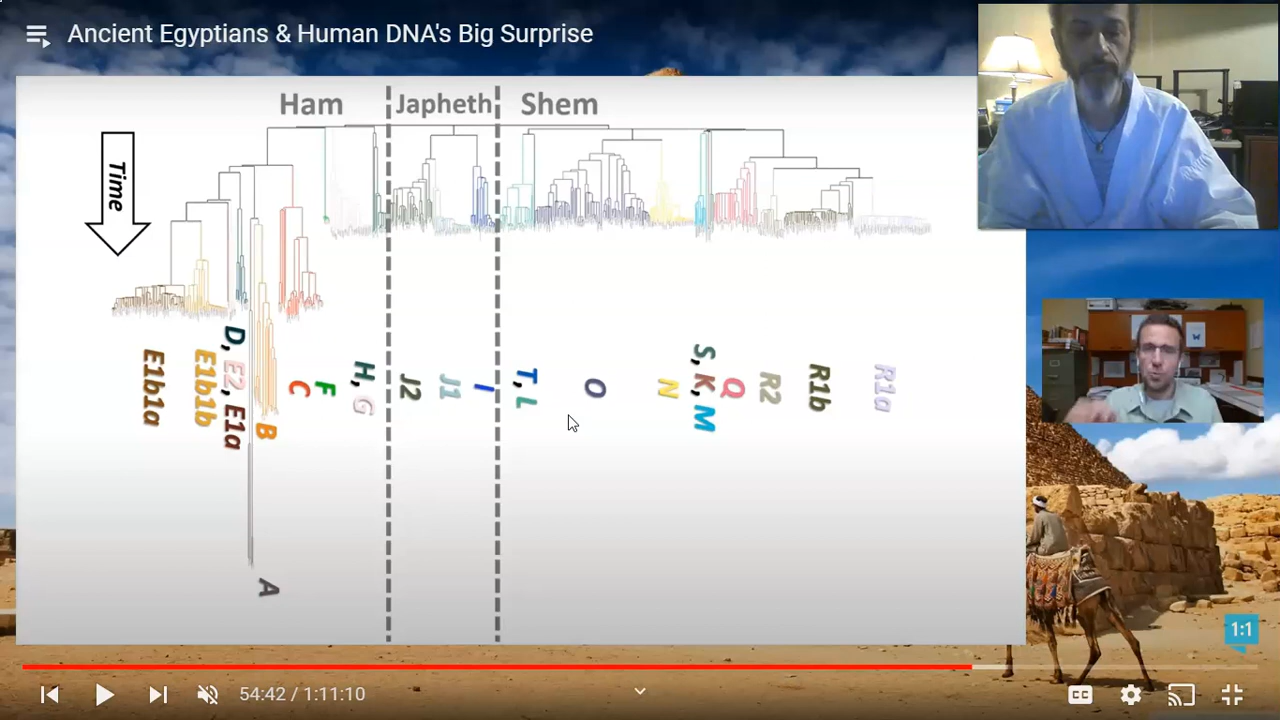 Ancient Egyptians & Human DNA's Big Surprise
Ham Japheth Shem
Time
E1b1a
E1b1b
D, E2, E1a
B
A
C
F
H, G
J2
J1
I
T, L
O
N
S, K, M
Q
R2
R1b
R1a
1:1
54:42 / 1:11:10
CC